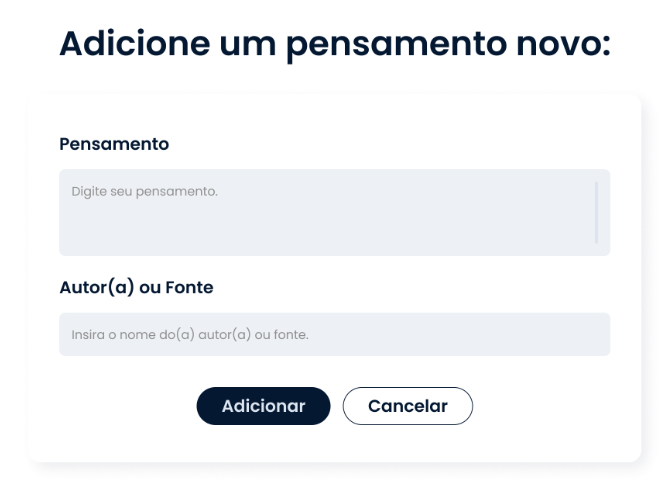 Adicione um pensamento novo:
Pensamento
Digite seu pensamento.
Autor(a) ou Fonte
Insira o nome do(a) autor(a) ou fonte.
Adicionar
Cancelar